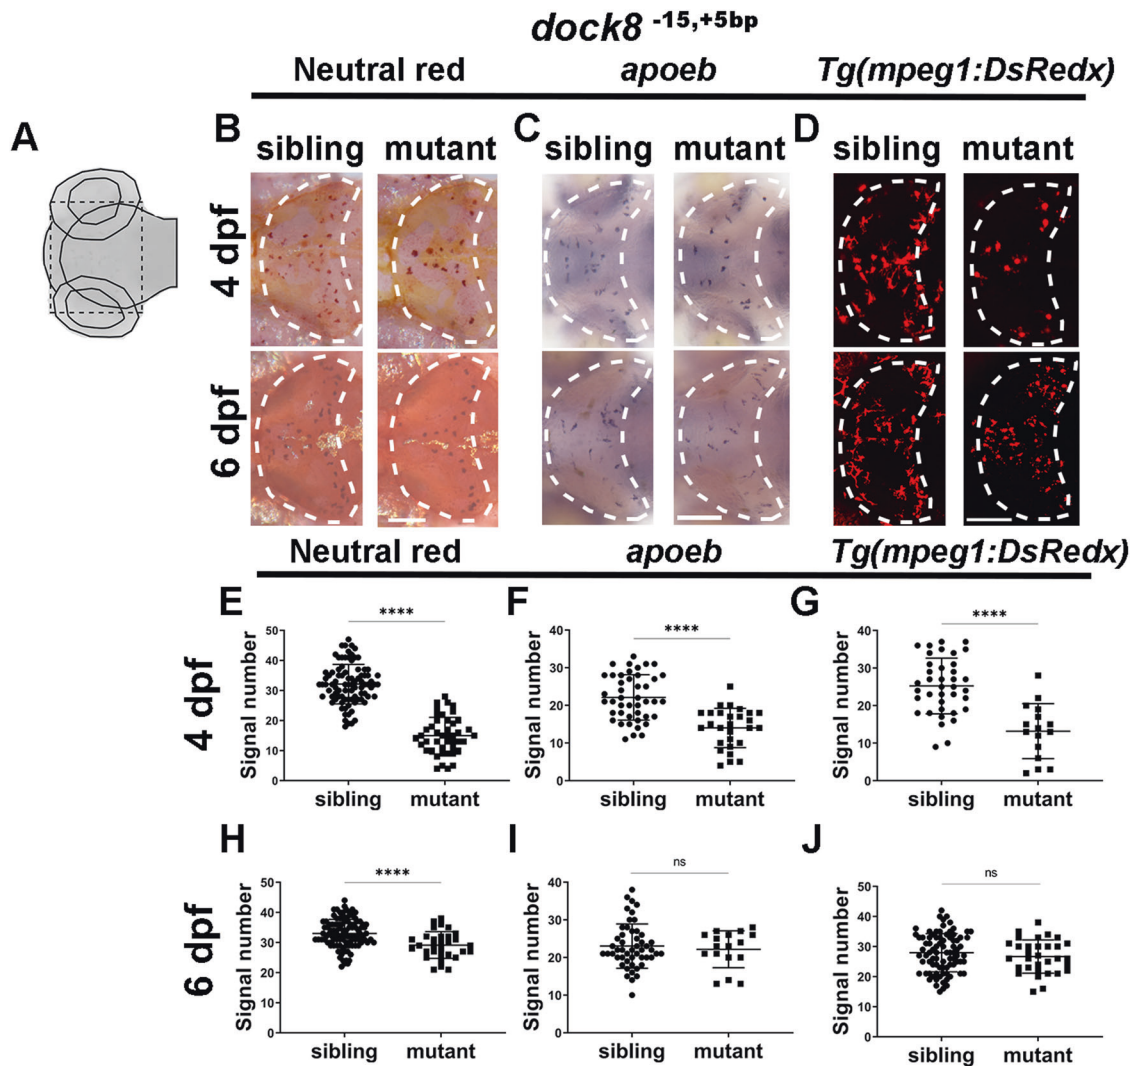 dock8 -15,+5bp
Neutral red apoeb Tg(mpeg1:DsRedx)
A B C D
sibling mutant sibling mutant sibling mutant
4 dpf
6 dpf
Neutral red apoeb Tg(mpeg1:DsRedx)
4 dpf
E
****
Signal number
50
40
30
20
10
0
sibling mutant
F
****
Signal number
40
30
20
10
0
sibling mutant
G
****
Signal number
40
30
20
10
0
sibling mutant
6 dpf
H
****
Signal number
50
40
30
20
10
0
sibling mutant
I
ns
Signal number
40
30
20
10
0
sibling mutant
J
ns
Signal number
50
40
30
20
10
0
sibling mutant